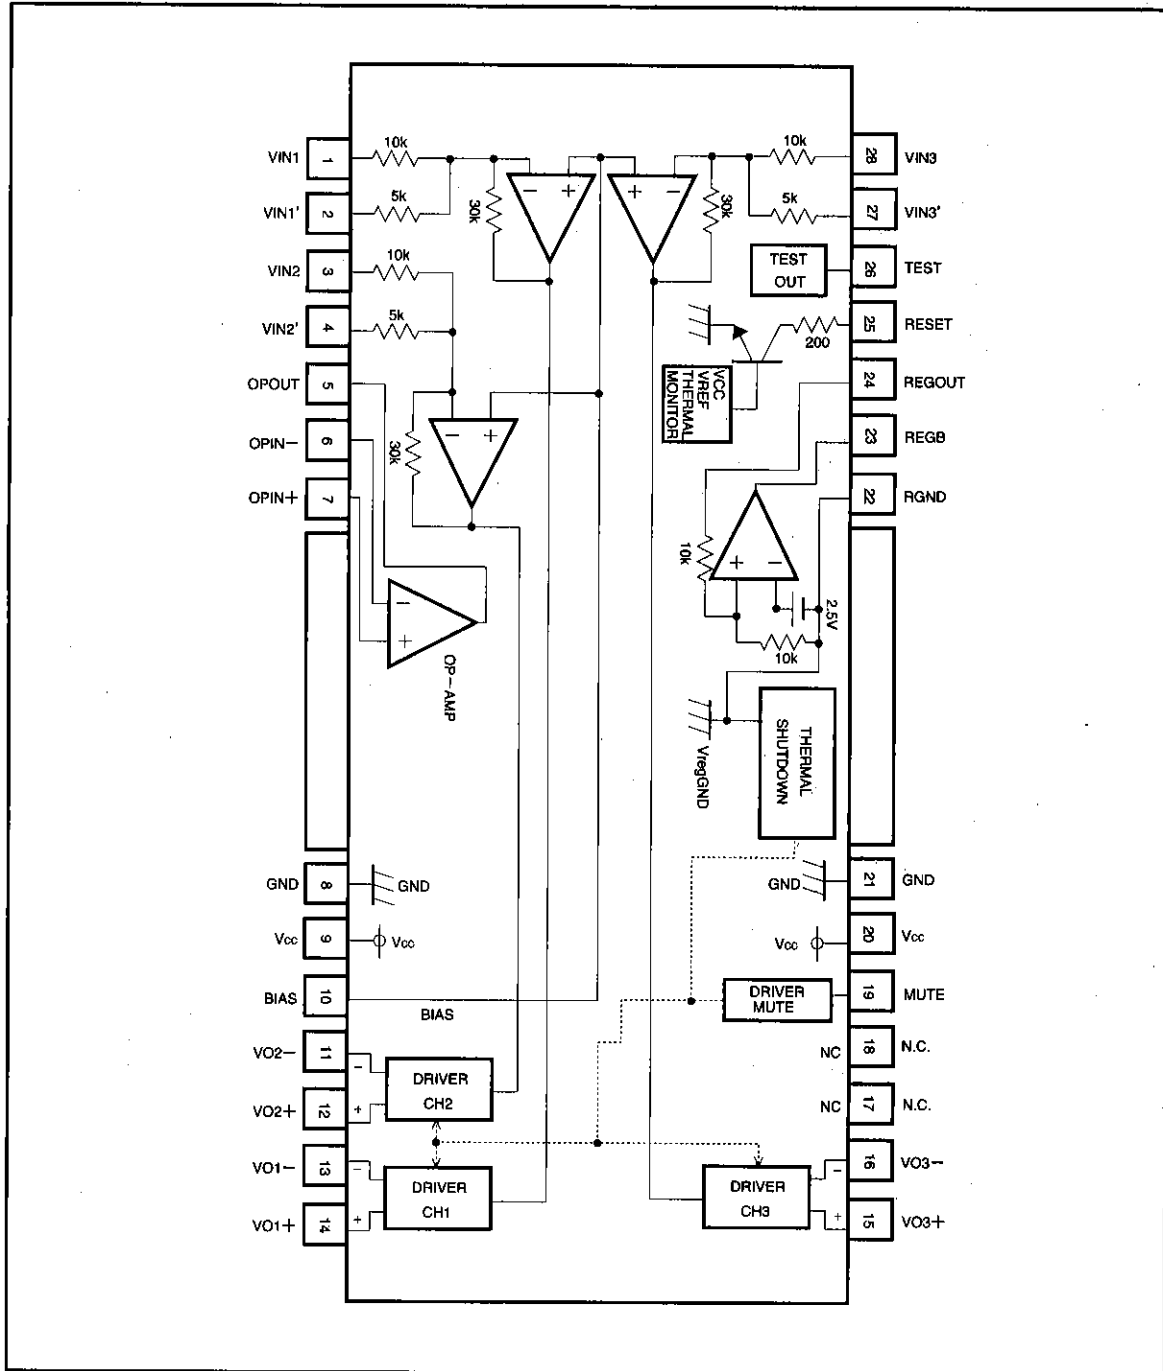 VIN1 1 10k
VIN1' 2 5k
VIN2 3 10k
VIN2' 4 5k
OPOUT 5
OPIN− 6
OPIN+ 7
30k
− +
30k
− +
− +
OP−AMP
GND 8 GND
Vcc 9 Vcc
BIAS 10 BIAS
VO2− 11 −
VO2+ 12 +
DRIVER
CH2
VO1− 13 −
VO1+ 14 +
DRIVER
CH1
10k 28 VIN3
5k 27 VIN3'
+ −
30k
TEST
OUT
26 TEST
200 25 RESET
VCC
VREF
THERMAL
MONITOR
24 REGOUT
23 REGB
22 RGND
10k
+ −
2.5V
10k
VregGND
THERMAL
SHUTDOWN
GND 21 GND
Vcc 20 Vcc
DRIVER
MUTE
19 MUTE
NC 18 N.C.
NC 17 N.C.
− 16 VO3−
+ 15 VO3+
DRIVER
CH3